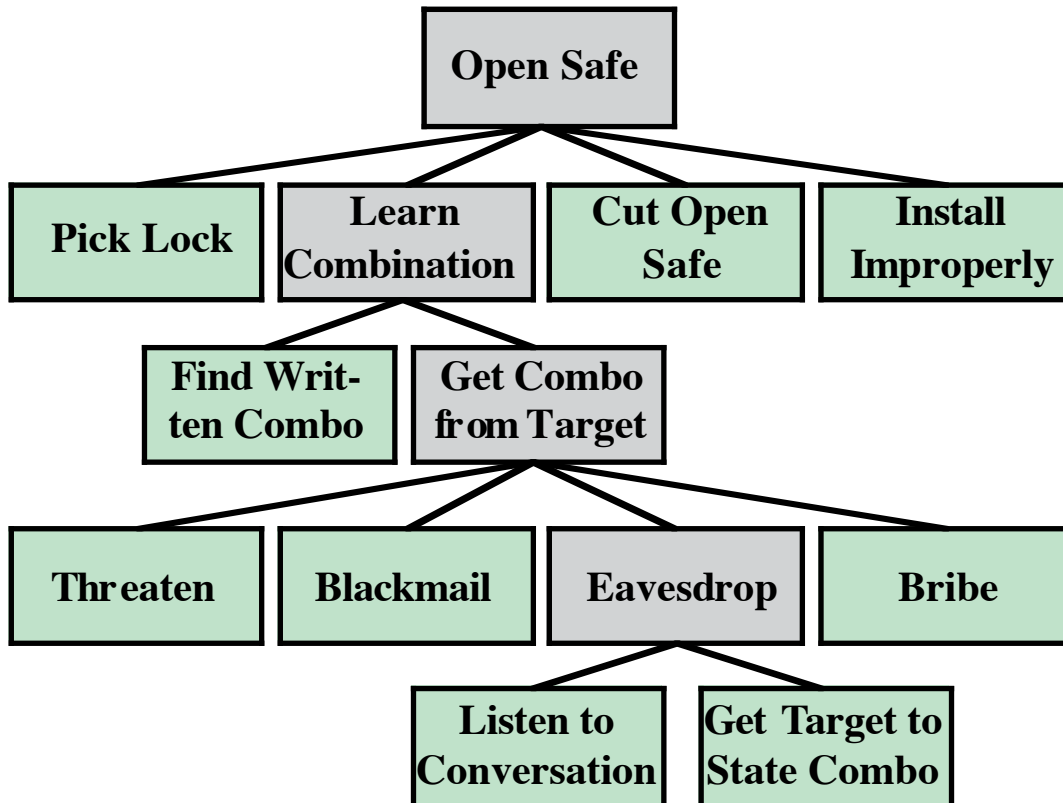 Open Safe
Pick Lock
Learn
Combination
Cut Open
Safe
Install
Improperly
Find Writ-
ten Combo
Get Combo
from Target
Threaten
Blackmail
Eavesdrop
Bribe
Listen to
Conversation
Get Target to
State Combo